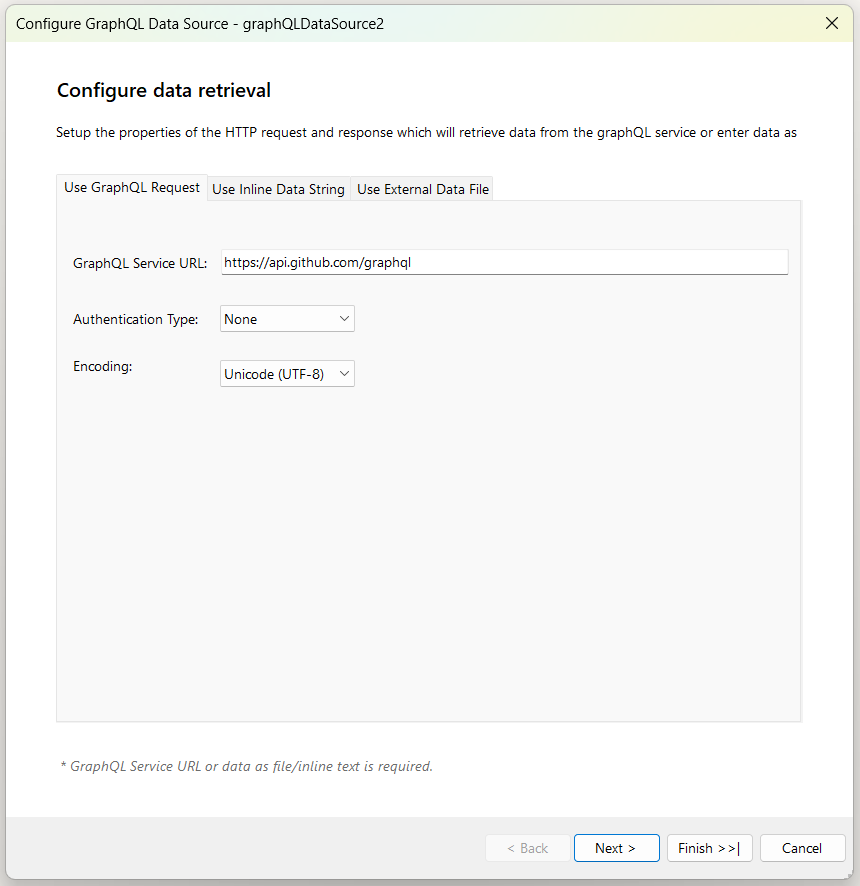 Configure GraphQL Data Source - graphQLDataSource2
Configure data retrieval
Setup the properties of the HTTP request and response which will retrieve data from the graphQL service or enter data as
Use GraphQL Request Use Inline Data String Use External Data File
GraphQL Service URL: https://api.github.com/graphql
Authentication Type: None
Encoding: Unicode (UTF-8)
* GraphQL Service URL or data as file/inline text is required.
< Back Next > Finish >>| Cancel